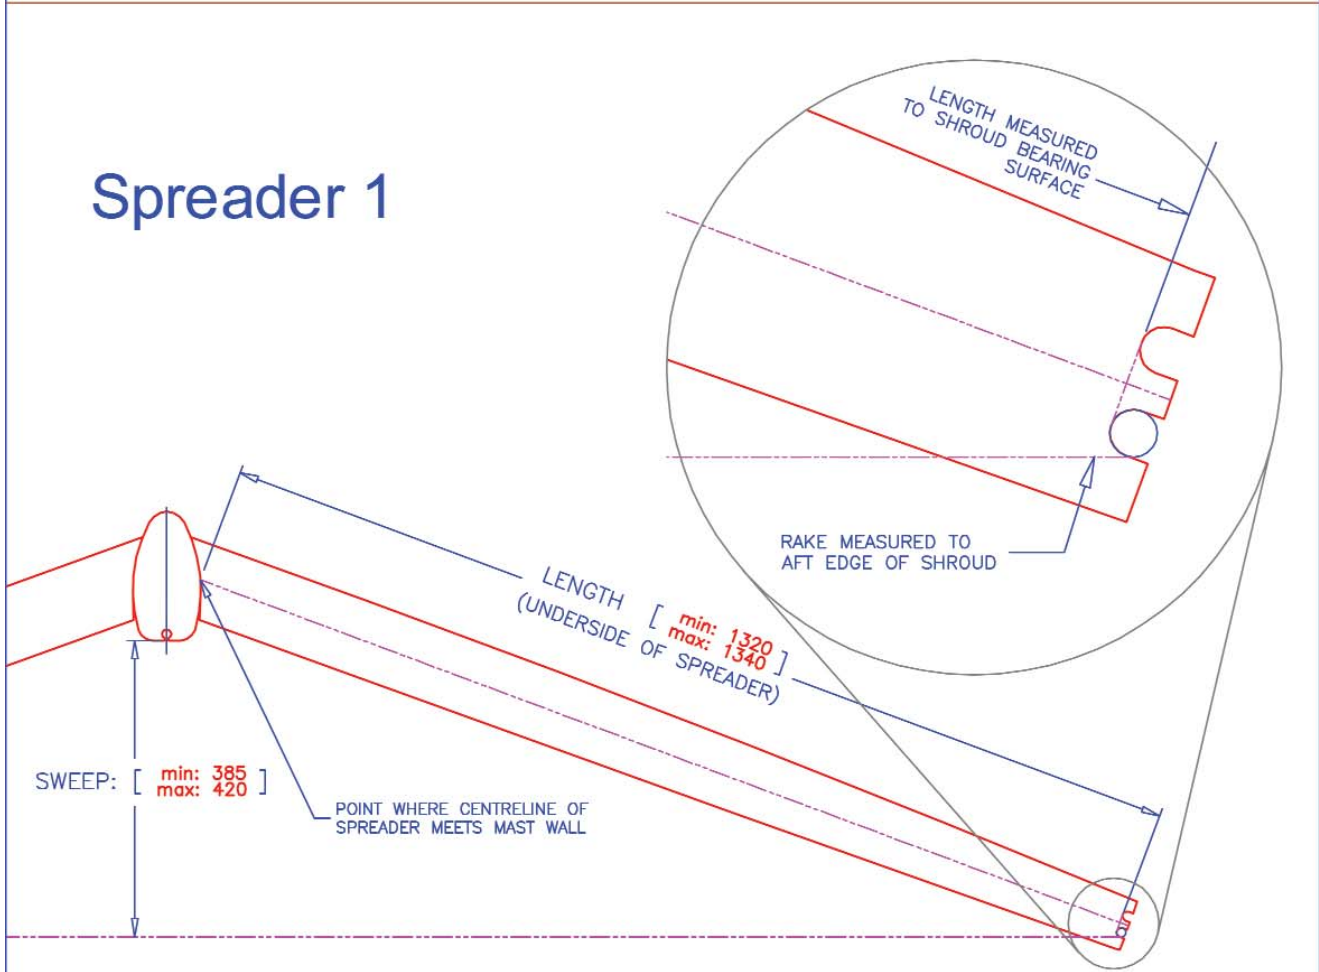 LENGTH MEASURED
TO SHROUD BEARING
SURFACE
Spreader 1
RAKE MEASURED TO
AFT EDGE OF SHROUD
LENGTH [ min: 1320
max: 1340 ]
(UNDERSIDE OF SPREADER)
SWEEP: [ min: 385
max: 420 ]
POINT WHERE CENTRELINE OF
SPREADER MEETS MAST WALL